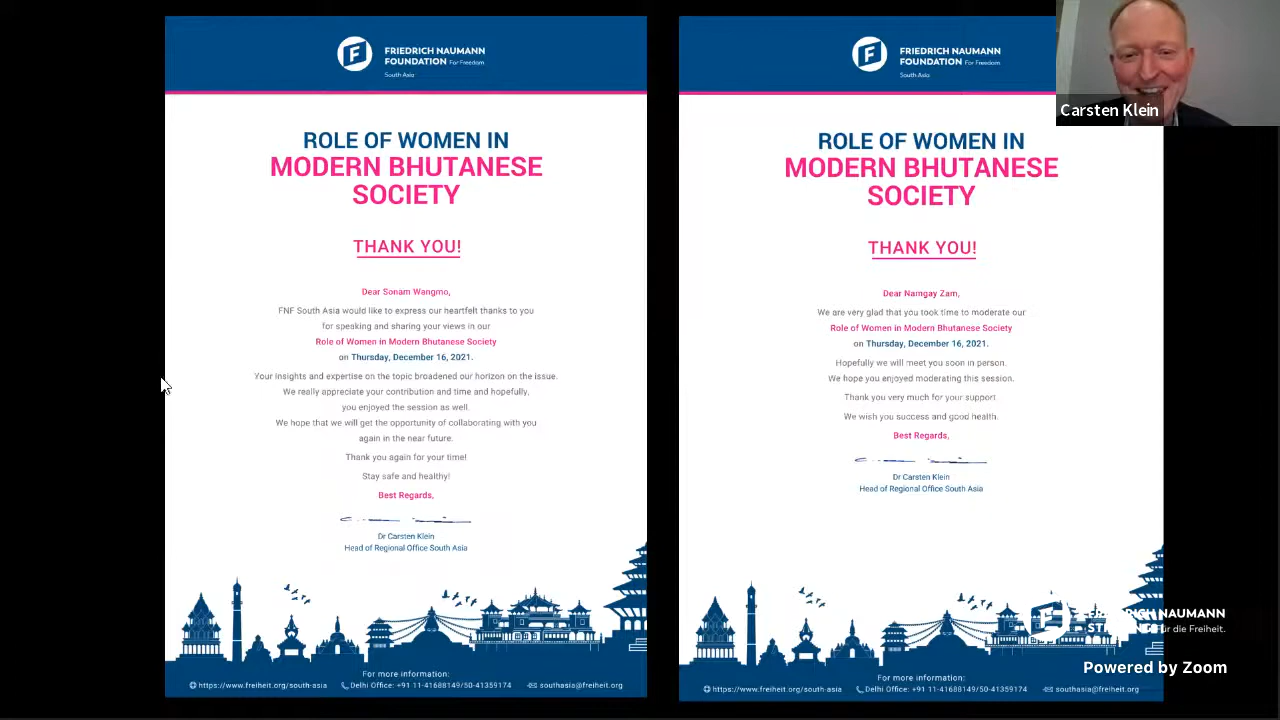 FRIEDRICH NAUMANN
FOUNDATION For Freedom
South Asia
ROLE OF WOMEN IN
MODERN BHUTANESE
SOCIETY
THANK YOU!
Dear Sonam Wangmo,
FNF South Asia would like to express our heartfelt thanks to you
for speaking and sharing your views in our
Role of Women in Modern Bhutanese Society
on Thursday, December 16, 2021.
Your insights and expertise on the topic broadened our horizon on the issue.
We really appreciate your contribution and time and hopefully,
you enjoyed the session as well.
We hope that we will get the opportunity of collaborating with you
again in the near future.
Thank you again for your time!
Stay safe and healthy!
Best Regards,
Dr Carsten Klein
Head of Regional Office South Asia
For more information:
https://www.freiheit.org/south-asia Delhi Office: +91 11-41688149/50-41359174 southasia@freiheit.org
FRIEDRICH NAUMANN
FOUNDATION For Freedom
South Asia
ROLE OF WOMEN IN
MODERN BHUTANESE
SOCIETY
THANK YOU!
Dear Namgay Zam,
We are very glad that you took time to moderate our
Role of Women in Modern Bhutanese Society
on Thursday, December 16, 2021.
Hopefully we will meet you soon in person.
We hope you enjoyed moderating this session.
Thank you very much for your support
We wish you success and good health.
Best Regards,
Dr Carsten Klein
Head of Regional Office South Asia
For more information:
https://www.freiheit.org/south-asia Delhi Office: +91 11-41688149/50-41359174 southasia@freiheit.org
Carsten Klein
NAUMANN
Für die Freiheit.
Powered by Zoom